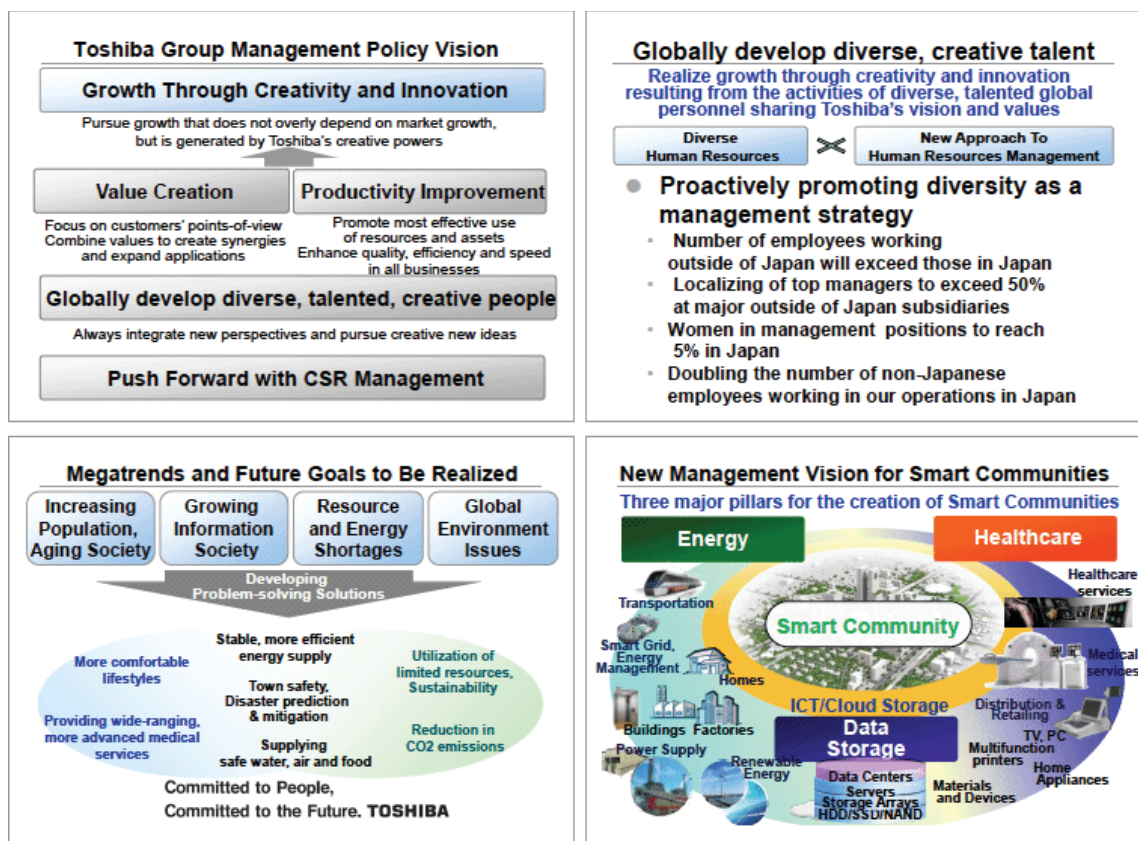 Toshiba Group Management Policy Vision
Growth Through Creativity and Innovation
Pursue growth that does not overly depend on market growth,
but is generated by Toshiba's creative powers
Value Creation
Focus on customers' points-of-view
Combine values to create synergies
and expand applications
Productivity Improvement
Promote most effective use
of resources and assets
Enhance quality, efficiency and speed
in all businesses
Globally develop diverse, talented, creative people
Always integrate new perspectives and pursue creative new ideas
Push Forward with CSR Management
Globally develop diverse, creative talent
Realize growth through creativity and innovation
resulting from the activities of diverse, talented global
personnel sharing Toshiba's vision and values
Diverse
Human Resources
New Approach To
Human Resources Management
Proactively promoting diversity as a
management strategy
Number of employees working
outside of Japan will exceed those in Japan
Localizing of top managers to exceed 50%
at major outside of Japan subsidiaries
Women in management positions to reach
5% in Japan
Doubling the number of non-Japanese
employees working in our operations in Japan
Megatrends and Future Goals to Be Realized
Increasing
Population,
Aging Society
Growing
Information
Society
Resource
and Energy
Shortages
Global
Environment
Issues
Developing
Problem-solving Solutions
More comfortable
lifestyles
Providing wide-ranging,
more advanced medical
services
Stable, more efficient
energy supply
Town safety,
Disaster prediction
& mitigation
Supplying
safe water, air and food
Utilization of
limited resources,
Sustainability
Reduction in
CO2 emissions
Committed to People,
Committed to the Future. TOSHIBA
New Management Vision for Smart Communities
Three major pillars for the creation of Smart Communities
Energy
Healthcare
Smart Community
Transportation
Smart Grid,
Energy
Management
Homes
Buildings
Factories
Power Supply
Renewable
Energy
ICT/Cloud Storage
Data
Storage
Data Centers
Servers
Storage Arrays
HDD/SSD/NAND
Healthcare
services
Medical
services
Distribution &
Retailing
TV, PC
Multifunction
printers
Home
Appliances
Materials
and Devices